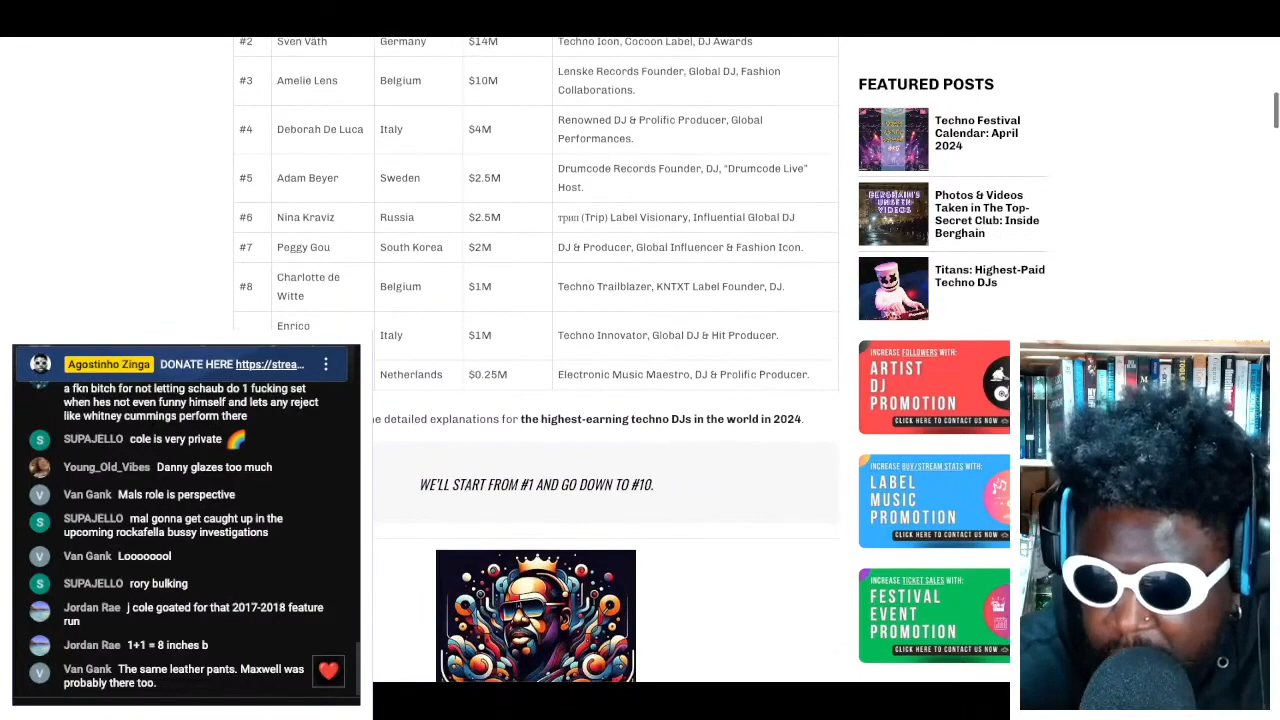 #2 Sven Väth Germany $14M Techno Icon, Cocoon Label, DJ Awards
#3 Amelie Lens Belgium $10M Lenske Records Founder, Global DJ, Fashion
Collaborations.
#4 Deborah De Luca Italy $4M Renowned DJ & Prolific Producer, Global
Performances.
#5 Adam Beyer Sweden $2.5M Drumcode Records Founder, DJ, "Drumcode Live"
Host.
#6 Nina Kraviz Russia $2.5M трип (Trip) Label Visionary, Influential Global DJ
#7 Peggy Gou South Korea $2M DJ & Producer, Global Influencer & Fashion Icon.
#8 Charlotte de
Witte Belgium $1M Techno Trailblazer, KNTXT Label Founder, DJ.
Enrico
Italy $1M Techno Innovator, Global DJ & Hit Producer.
Netherlands $0.25M Electronic Music Maestro, DJ & Prolific Producer.
e detailed explanations for the highest-earning techno DJs in the world in 2024.
WE'LL START FROM #1 AND GO DOWN TO #10.
FEATURED POSTS
Techno Festival
Calendar: April
2024
BERGHAIN'S
UNSEEN
VIDEOS
Photos & Videos
Taken in The Top-
Secret Club: Inside
Berghain
Titans: Highest-Paid
Techno DJs
INCREASE FOLLOWERS WITH:
ARTIST
DJ
PROMOTION
CLICK HERE TO CONTACT US NOW
INCREASE BUY/STREAM STATS WITH:
LABEL
MUSIC
PROMOTION
CLICK HERE TO CONTACT US NOW
INCREASE TICKET SALES WITH:
FESTIVAL
EVENT
PROMOTION
CLICK HERE TO CONTACT US NOW
Agostinho Zinga DONATE HERE https://strea...
a fkn bitch for not letting schaub do 1 fucking set
when hes not even funny himself and lets any reject
like whitney cummings perform there
S SUPAJELLO cole is very private 🌈
Young_Old_Vibes Danny glazes too much
V Van Gank Mals role is perspective
S SUPAJELLO mal gonna get caught up in the
upcoming rockafella bussy investigations
V Van Gank Looooool
S SUPAJELLO rory bulking
Jordan Rae j cole goated for that 2017-2018 feature
run
Jordan Rae 1+1 = 8 inches b
V Van Gank The same leather pants. Maxwell was
probably there too.
TOOLS